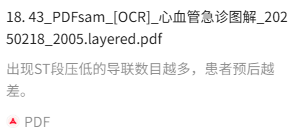 18. 43_PDFsam_[OCR]_心血管急诊图解_202
50218_2005.layered.pdf
出现ST段压低的导联数目越多，患者预后越
差。
PDF